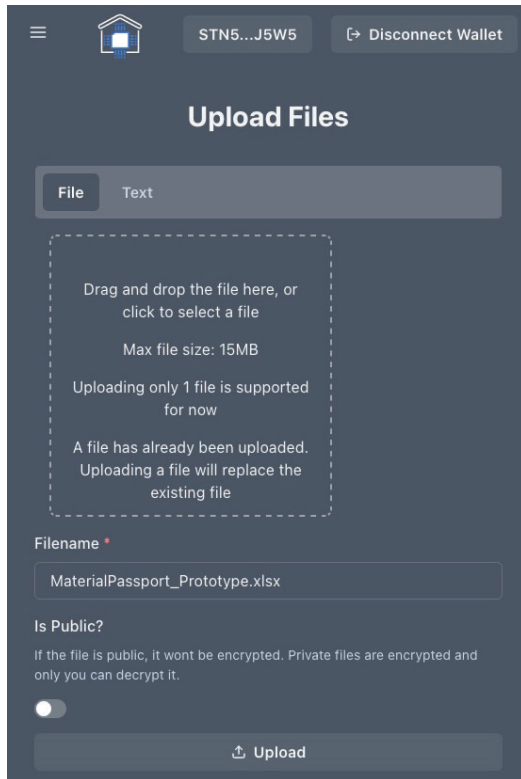 STN5...J5W5
Disconnect Wallet
Upload Files
File
Text
Drag and drop the file here, or
click to select a file
Max file size: 15MB
Uploading only 1 file is supported
for now
A file has already been uploaded.
Uploading a file will replace the
existing file
Filename *
MaterialPassport_Prototype.xlsx
Is Public?
If the file is public, it wont be encrypted. Private files are encrypted and
only you can decrypt it.
Upload